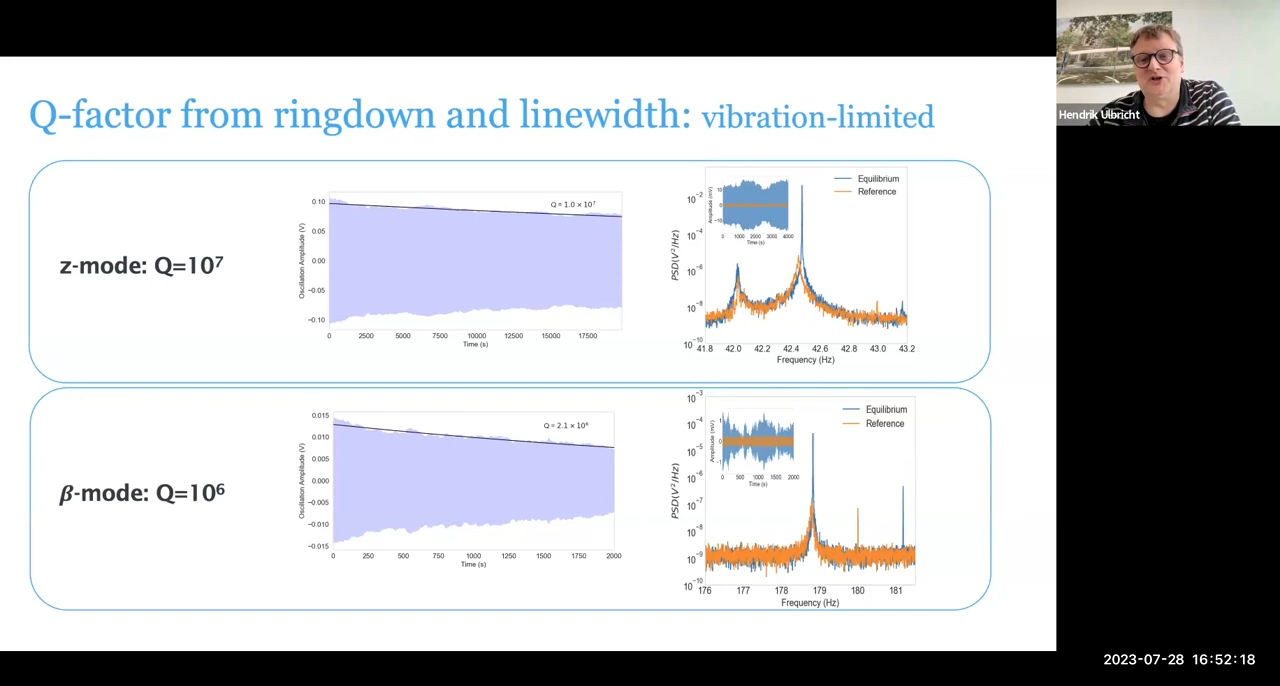 Q-factor from ringdown and linewidth: vibration-limited
Hendrik Ulbricht
z-mode: Q=10⁷
Oscillation Amplitude (V)
0.10
0.05
0.00
−0.05
−0.10
Q = 1.0 × 10⁷
0 2500 5000 7500 10000 12500 15000 17500
Time (s)
PSD(V²/Hz)
10⁻²
10⁻⁴
10⁻⁶
10⁻⁸
10⁻¹⁰
Equilibrium
Reference
Amplitude (mV)
10
0
−10
0 1000 2000 3000 4000
Time (s)
41.8 42.0 42.2 42.4 42.6 42.8 43.0 43.2
Frequency (Hz)
β-mode: Q=10⁶
Oscillation Amplitude (V)
0.015
0.010
0.005
0.000
−0.005
−0.010
−0.015
Q = 2.1 × 10⁶
0 250 500 750 1000 1250 1500 1750 2000
Time (s)
PSD(V²/Hz)
10⁻³
10⁻⁴
10⁻⁵
10⁻⁶
10⁻⁷
10⁻⁸
10⁻⁹
10⁻¹⁰
Equilibrium
Reference
Amplitude (mV)
1
0
−1
0 500 1000 1500 2000
Time (s)
176 177 178 179 180 181
Frequency (Hz)
2023-07-28 16:52:18